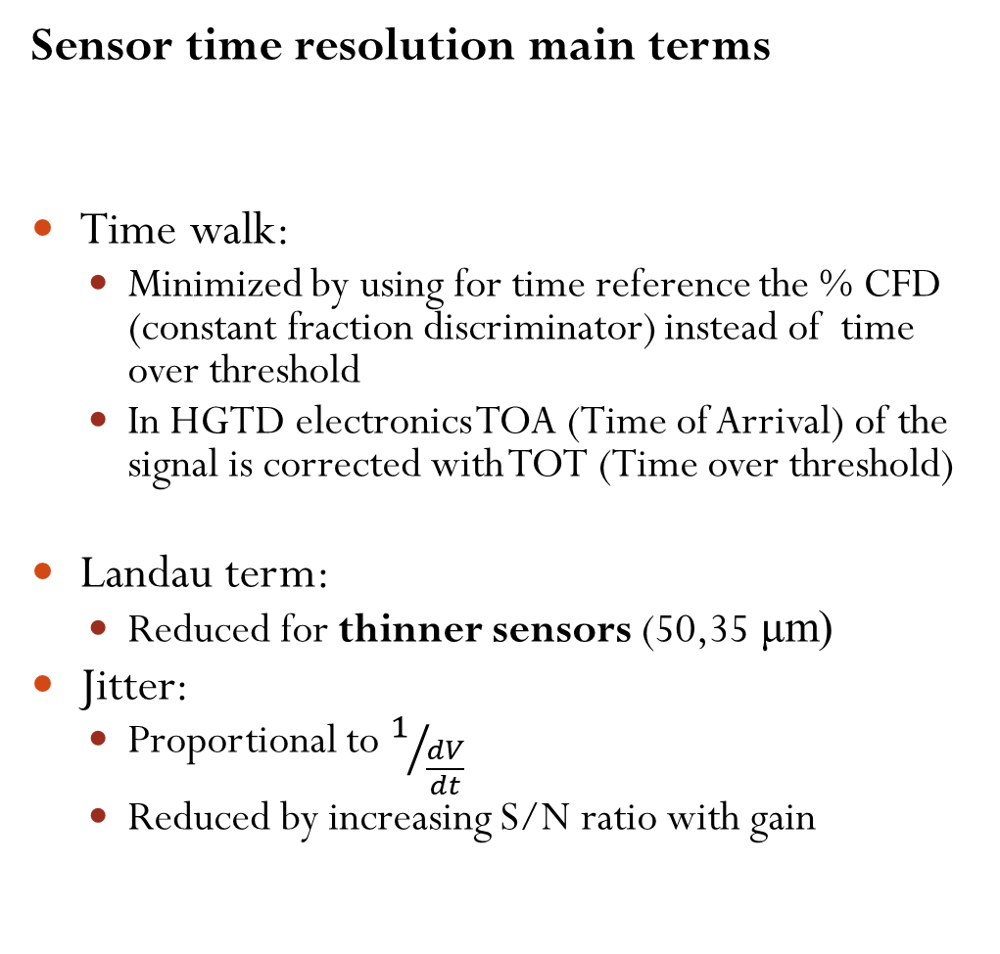 Sensor time resolution main terms
• Time walk:
• Minimized by using for time reference the % CFD
(constant fraction discriminator) instead of time
over threshold
• In HGTD electronics TOA (Time of Arrival) of the
signal is corrected with TOT (Time over threshold)
• Landau term:
• Reduced for thinner sensors (50,35 μm)
• Jitter:
• Proportional to 1/(dV/dt)
• Reduced by increasing S/N ratio with gain